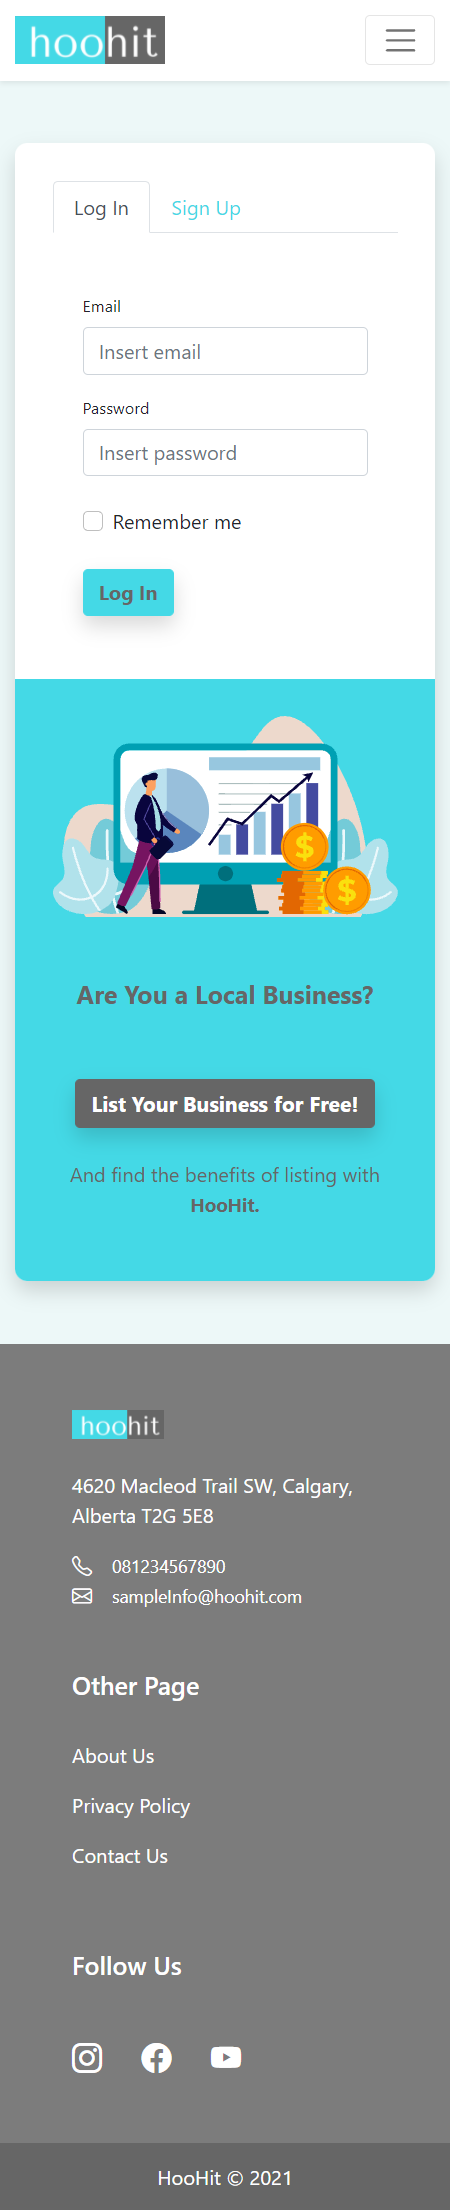 hoohit
Log In
Sign Up
Email
Insert email
Password
Insert password
Remember me
Log In
$
$
Are You a Local Business?
List Your Business for Free!
And find the benefits of listing with
HooHit.
hoohit
4620 Macleod Trail SW, Calgary,
Alberta T2G 5E8
081234567890
sampleInfo@hoohit.com
Other Page
About Us
Privacy Policy
Contact Us
Follow Us
HooHit © 2021